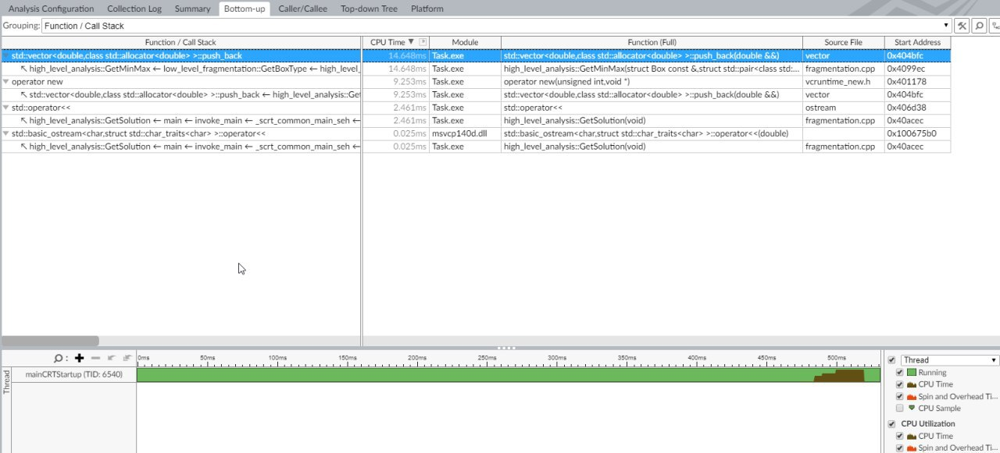 Analysis Configuration Collection Log Summary Bottom-up Caller/Callee Top-down Tree Platform
Grouping: Function / Call Stack
Function / Call Stack CPU Time Module Function (Full) Source File Start Address
std::vector<double,class std::allocator<double> >::push_back 14.648ms Task.exe std::vector<double,class std::allocator<double> >::push_back(double &&) vector 0x404bfc
↖ high_level_analysis::GetMinMax ← low_level_fragmentation::GetBoxType ← high_level_ 14.648ms Task.exe high_level_analysis::GetMinMax(struct Box const &,struct std::pair<class std:... fragmentation.cpp 0x4099ec
operator new 9.253ms Task.exe operator new(unsigned int,void *) vcruntime_new.h 0x401178
↖ std::vector<double,class std::allocator<double> >::push_back ← high_level_analysis::Get 9.253ms Task.exe std::vector<double,class std::allocator<double> >::push_back(double &&) vector 0x404bfc
std::operator<< 2.461ms Task.exe std::operator<< ostream 0x406d38
↖ high_level_analysis::GetSolution ← main ← invoke_main ← _scrt_common_main_seh ← 2.461ms Task.exe high_level_analysis::GetSolution(void) fragmentation.cpp 0x40acec
std::basic_ostream<char,struct std::char_traits<char> >::operator<< 0.025ms msvcp140d.dll std::basic_ostream<char,struct std::char_traits<char> >::operator<<(double) 0x100675b0
↖ high_level_analysis::GetSolution ← main ← invoke_main ← _scrt_common_main_seh ← 0.025ms Task.exe high_level_analysis::GetSolution(void) fragmentation.cpp 0x40acec
0ms 50ms 100ms 150ms 200ms 250ms 300ms 350ms 400ms 450ms 500ms
Thread
mainCRTStartup (TID: 6540)
Thread
Running
CPU Time
Spin and Overhead Ti...
CPU Sample
CPU Utilization
CPU Time
Spin and Overhead Ti...